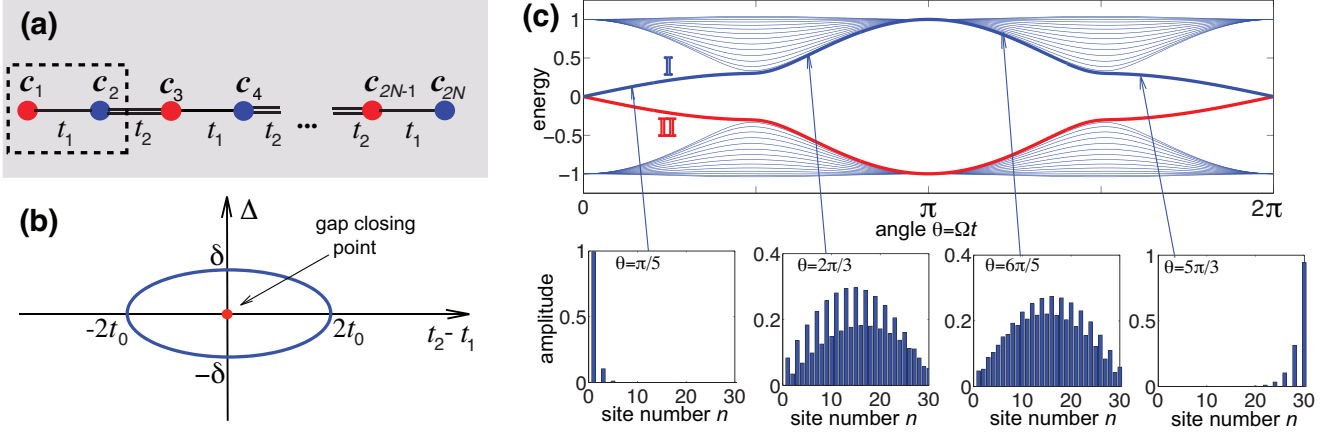 (a)
c1 c2 c3 c4 c2N-1 c2N
t1 t2 t1 t2 ... t2 t1
(b)
Δ
gap closing
point
δ
-2t0 2t0 t2- t1
−δ
(c)
energy
1
0.5
0
−0.5
−1
I
II
0 π 2π
angle θ=Ωt
amplitude
1
0.5
0
θ=π/5
0 10 20 30
site number n
0.4
0.2
0
θ=2π/3
0 10 20 30
site number n
0.4
0.2
0
θ=6π/5
0 10 20 30
site number n
1
0.5
0
θ=5π/3
0 10 20 30
site number n